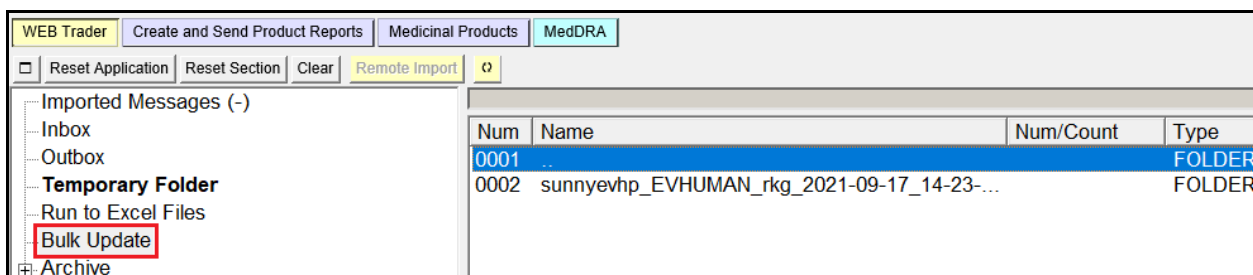 WEB Trader Create and Send Product Reports Medicinal Products MedDRA
Reset Application Reset Section Clear Remote Import
Imported Messages (-)
Inbox
Outbox
Temporary Folder
Run to Excel Files
Bulk Update
Archive
Num Name Num/Count Type
0001 .. FOLDER
0002 sunnyevhp_EVHUMAN_rkg_2021-09-17_14-23-... FOLDER